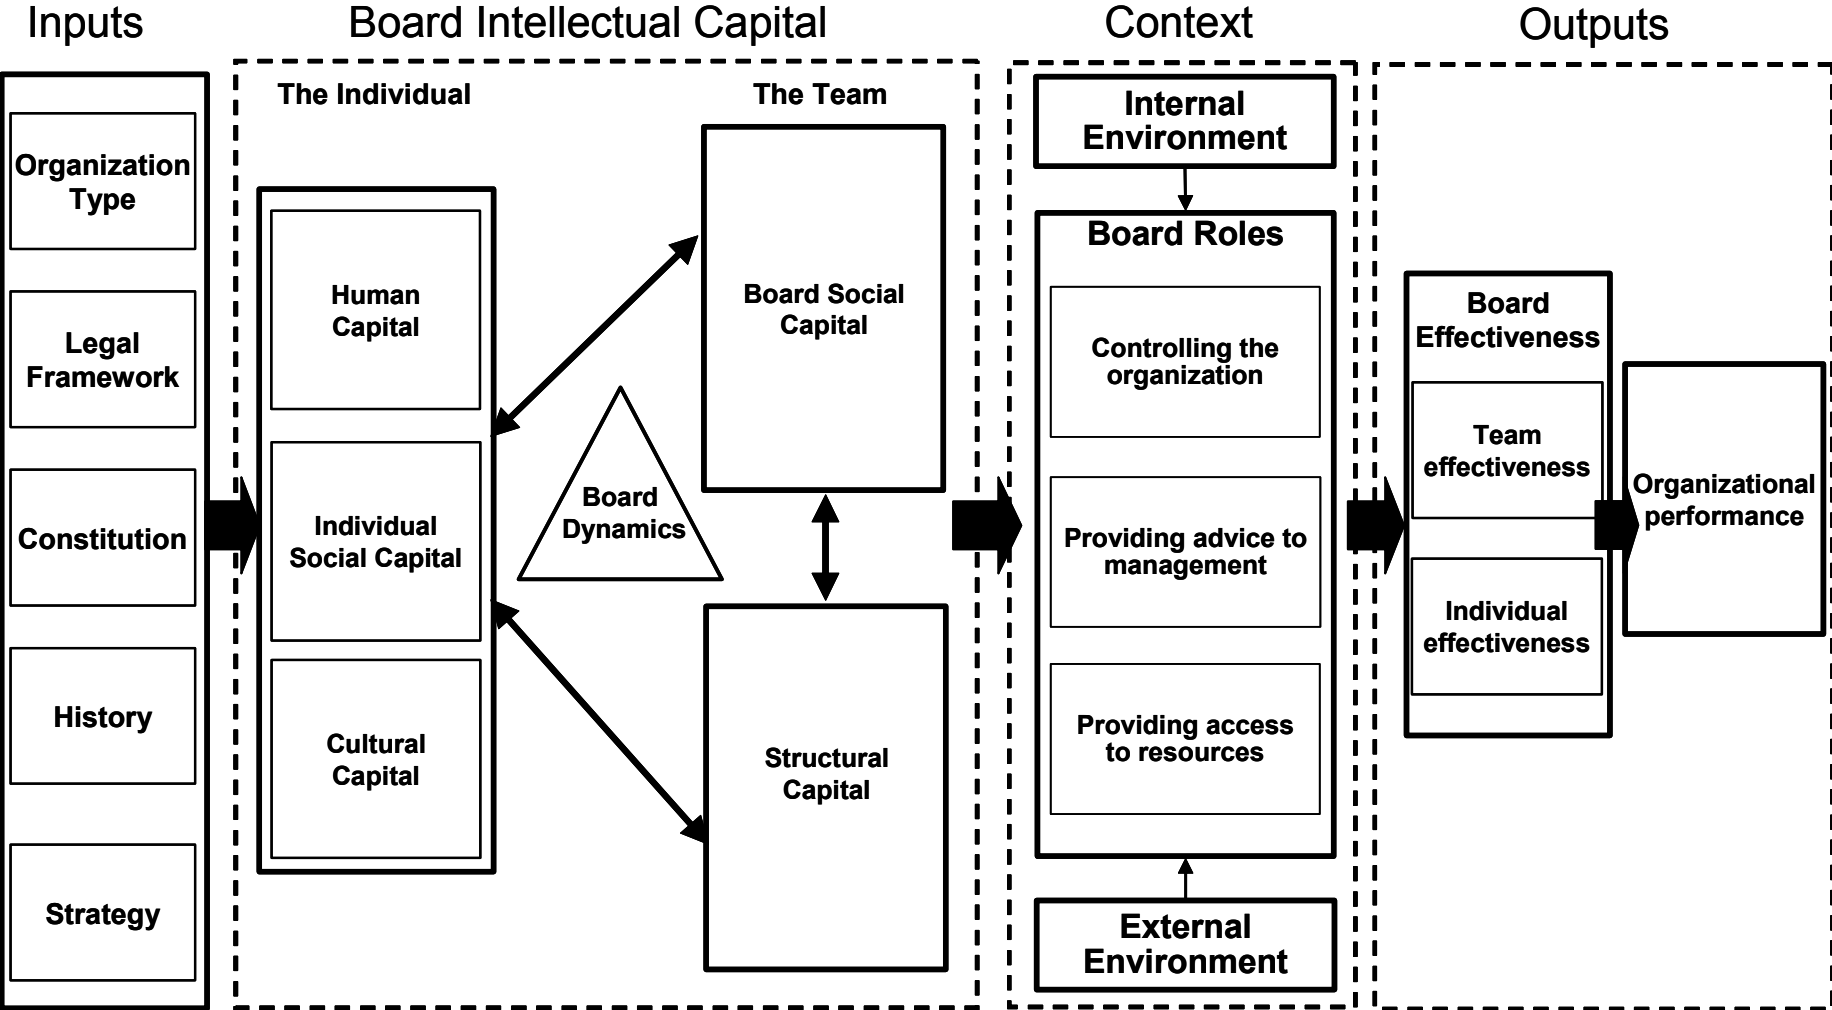 Inputs
Board Intellectual Capital
Context
Outputs
Organization
Type
Legal
Framework
Constitution
History
Strategy
The Individual
Human
Capital
Individual
Social Capital
Cultural
Capital
Board
Dynamics
The Team
Board Social
Capital
Structural
Capital
Internal
Environment
Board Roles
Controlling the
organization
Providing advice to
management
Providing access
to resources
External
Environment
Board
Effectiveness
Team
effectiveness
Individual
effectiveness
Organizational
performance